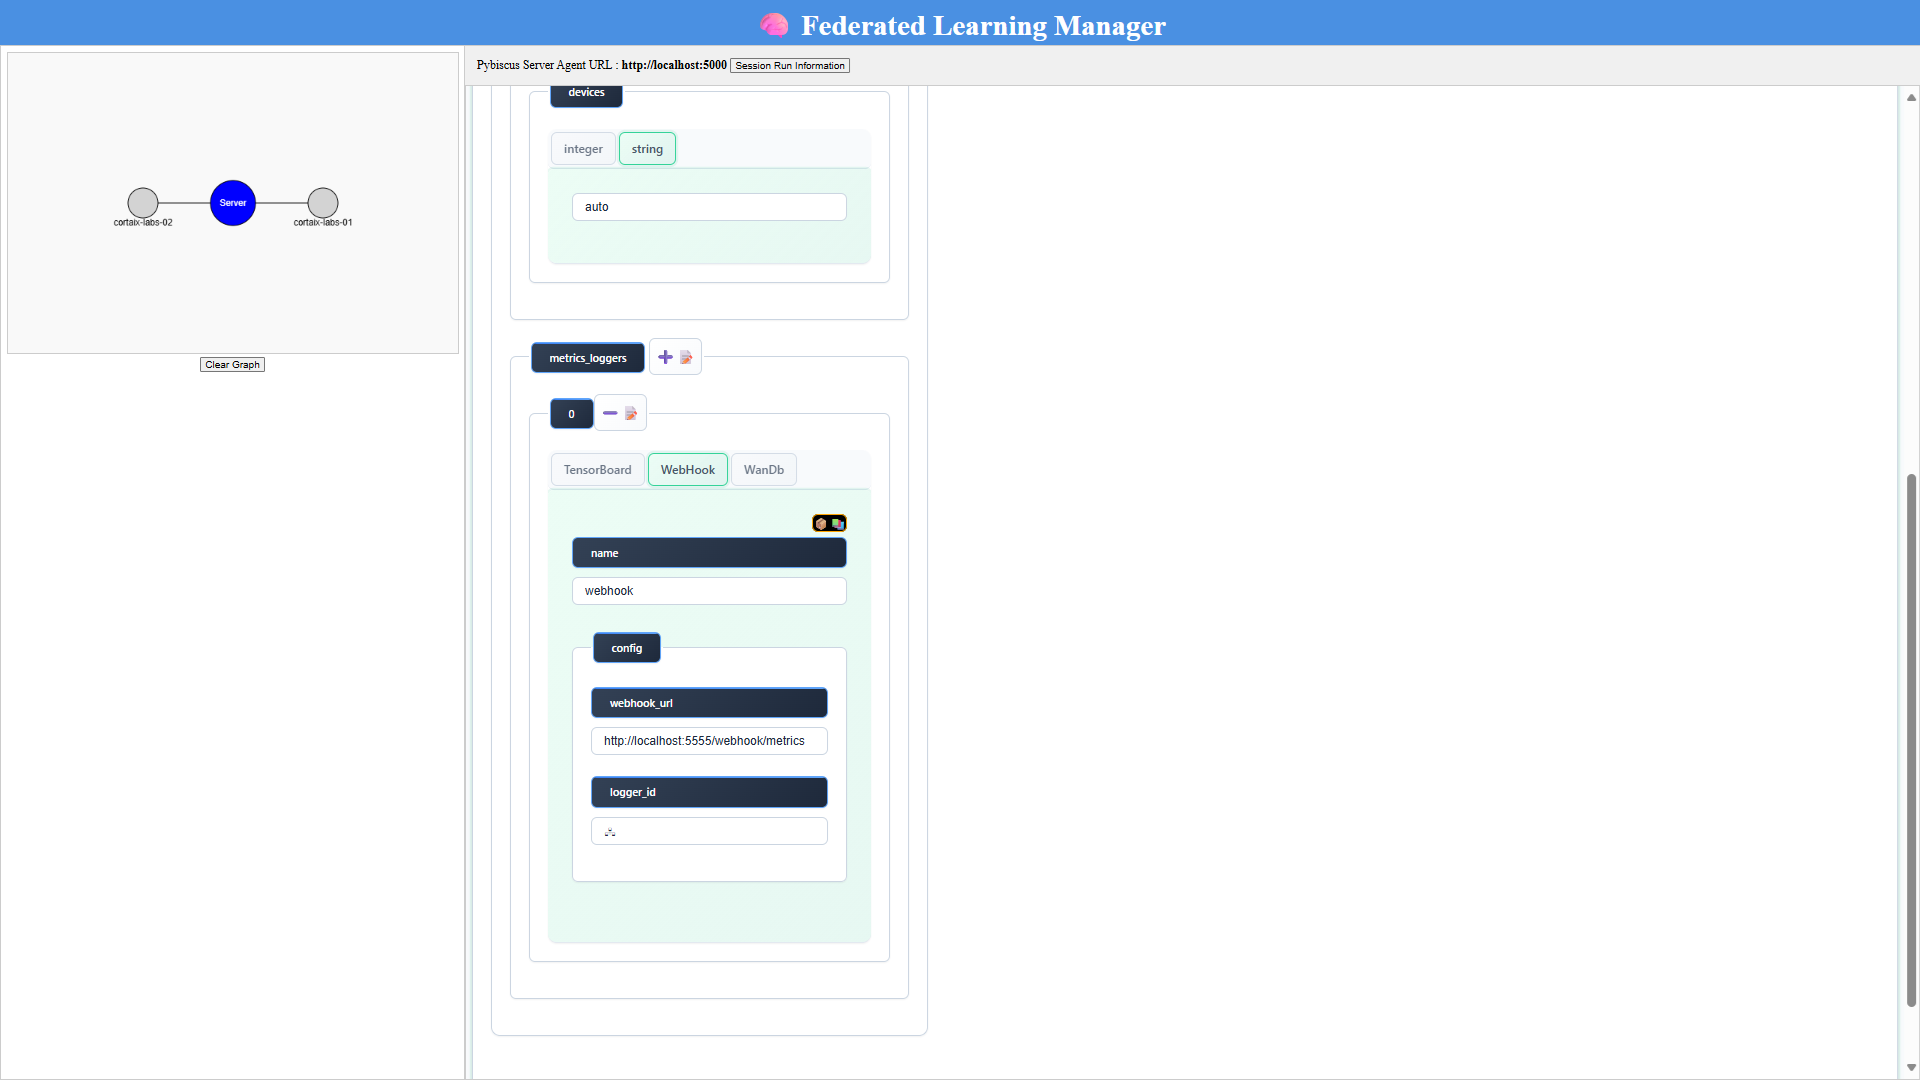 Federated Learning Manager
Pybiscus Server Agent URL : http://localhost:5000 Session Run Information
cortaix-labs-02
Server
cortaix-labs-01
Clear Graph
devices
integer string
auto
metrics_loggers
0
TensorBoard WebHook WanDb
name
webhook
config
webhook_url
http://localhost:5555/webhook/metrics
logger_id